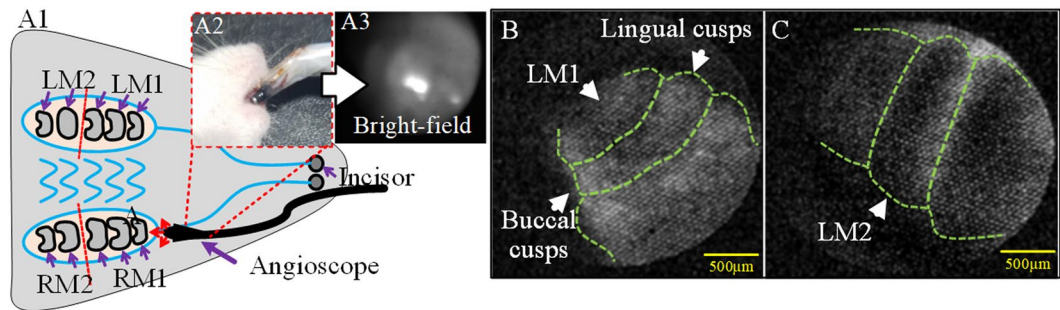 A1
A2
A3
Bright-field
LM2
LM1
Incisor
A
RM2
RM1
Angioscope
B
Lingual cusps
LM1
Buccal
cusps
500μm
C
LM2
500μm